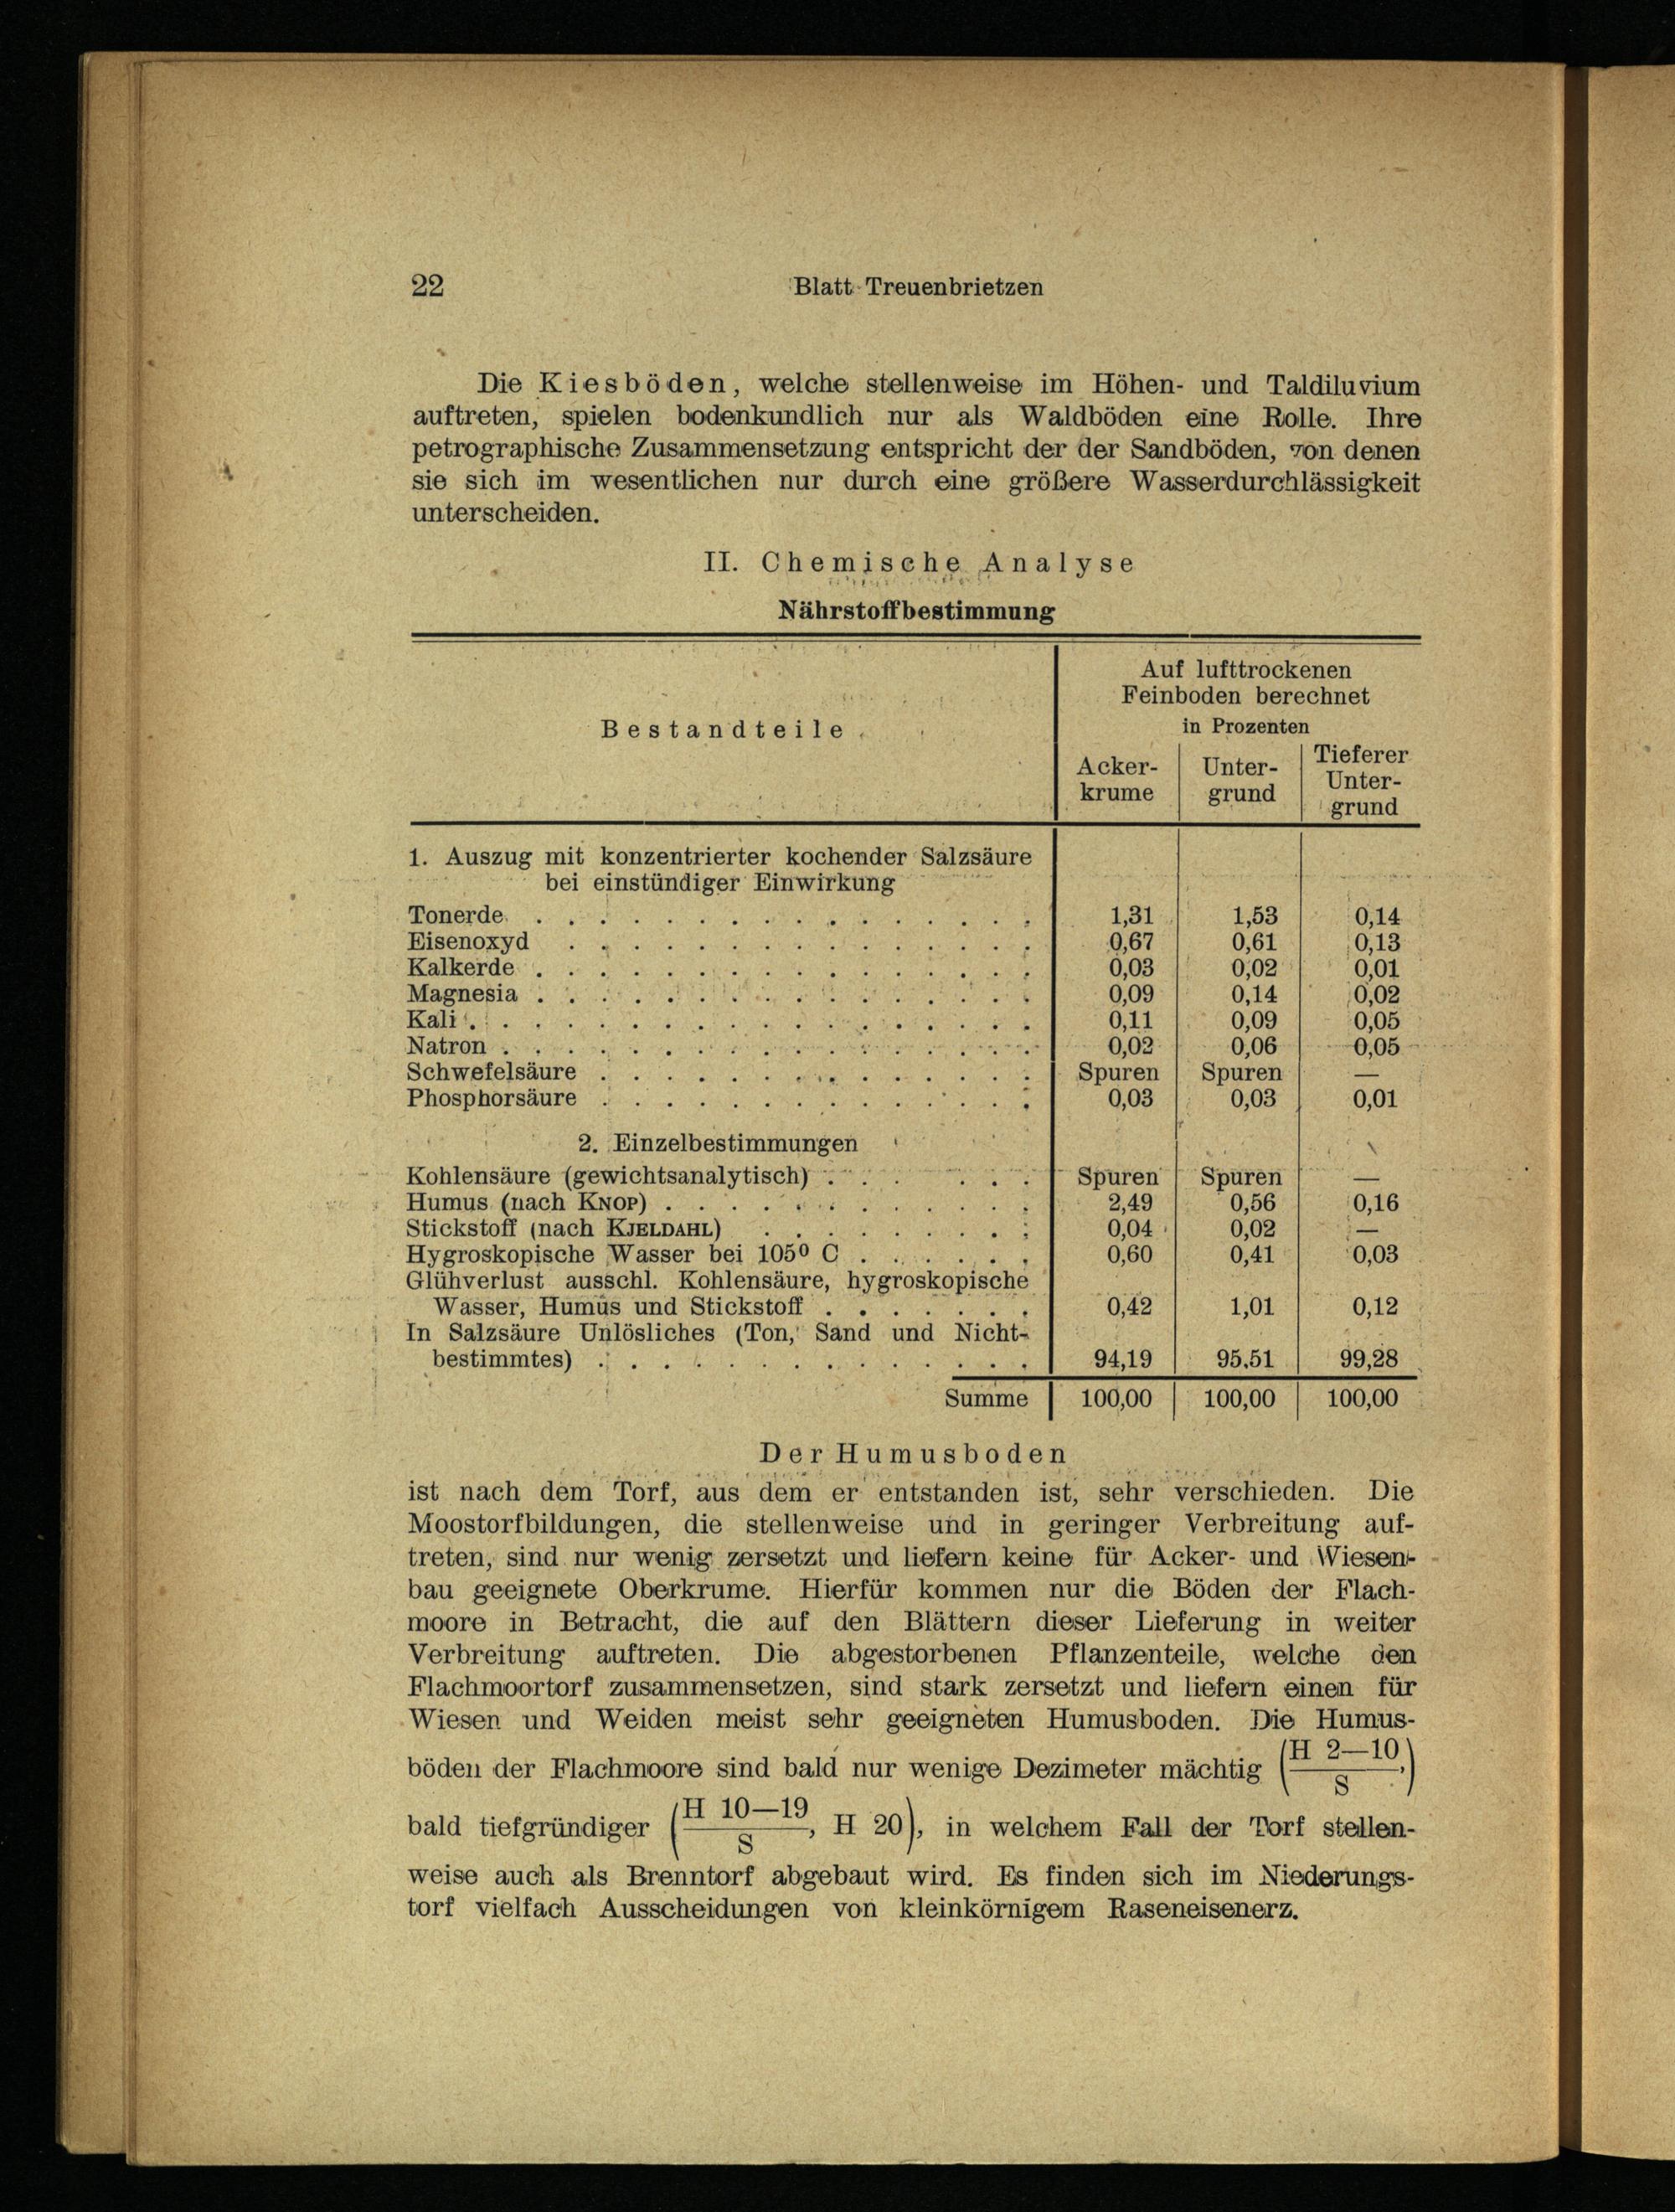 22 Blatt Treuenbrietzen
Die Kiesböden, welche stellenweise im Höhen- und Taldiluvium
auftreten, spielen bodenkundlich nur als Waldböden eine Rolle. Ihre
petrographische Zusammensetzung entspricht der der Sandböden, von denen
sie sich im wesentlichen nur durch eine größere Wasserdurchlässigkeit
unterscheiden.
II. Chemische Analyse
Nährstoffbestimmung
Bestandteile
Auf lufttrockenen
Feinboden berechnet
in Prozenten
Acker-
krume
Unter-
grund
Tieferer
Unter-
grund
1. Auszug mit konzentrierter kochender Salzsäure
bei einstündiger Einwirkung
Tonerde . . . . . . . . . . . . . . . . 1,31 1,53 0,14
Eisenoxyd . . . . . . . . . . . . . . . 0,67 0,61 0,13
Kalkerde . . . . . . . . . . . . . . . . 0,03 0,02 0,01
Magnesia . . . . . . . . . . . . . . . . 0,09 0,14 0,02
Kali . . . . . . . . . . . . . . . . . . 0,11 0,09 0,05
Natron . . . . . . . . . . . . . . . . . 0,02 0,06 0,05
Schwefelsäure . . . . . . . . . . . . . . Spuren Spuren —
Phosphorsäure . . . . . . . . . . . . . . 0,03 0,03 0,01
2. Einzelbestimmungen
Kohlensäure (gewichtsanalytisch) . . . . . . Spuren Spuren —
Humus (nach KNOP) . . . . . . . . . . . . 2,49 0,56 0,16
Stickstoff (nach KJELDAHL) . . . . . . . . . 0,04 0,02 —
Hygroskopische Wasser bei 105° C . . . . . . 0,60 0,41 0,03
Glühverlust ausschl. Kohlensäure, hygroskopische
Wasser, Humus und Stickstoff . . . . . . . 0,42 1,01 0,12
In Salzsäure Unlösliches (Ton, Sand und Nicht-
bestimmtes) . . . . . . . . . . . . . . 94,19 95,51 99,28
Summe 100,00 100,00 100,00
Der Humusboden
ist nach dem Torf, aus dem er entstanden ist, sehr verschieden. Die
Moostorfbildungen, die stellenweise und in geringer Verbreitung auf-
treten, sind nur wenig zersetzt und liefern keine für Acker- und Wiesen-
bau geeignete Oberkrume. Hierfür kommen nur die Böden der Flach-
moore in Betracht, die auf den Blättern dieser Lieferung in weiter
Verbreitung auftreten. Die abgestorbenen Pflanzenteile, welche den
Flachmoortorf zusammensetzen, sind stark zersetzt und liefern einen für
Wiesen und Weiden meist sehr geeigneten Humusboden. Die Humus-
böden der Flachmoore sind bald nur wenige Dezimeter mächtig (H 2—10/S,)
bald tiefgründiger (H 10—19/S, H 20), in welchem Fall der Torf stellen-
weise auch als Brenntorf abgebaut wird. Es finden sich im Niederungs-
torf vielfach Ausscheidungen von kleinkörnigem Raseneisenerz.